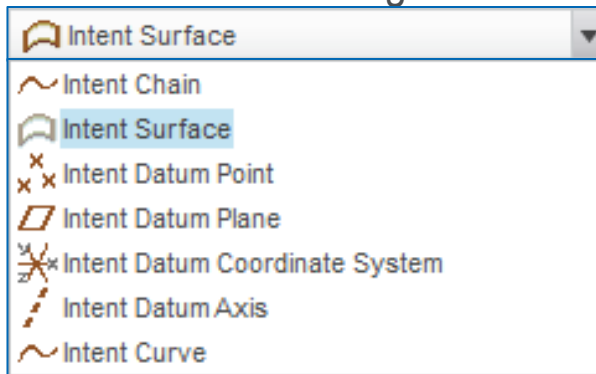 Intent Surface
Intent Chain
Intent Surface
Intent Datum Point
Intent Datum Plane
Intent Datum Coordinate System
Intent Datum Axis
Intent Curve